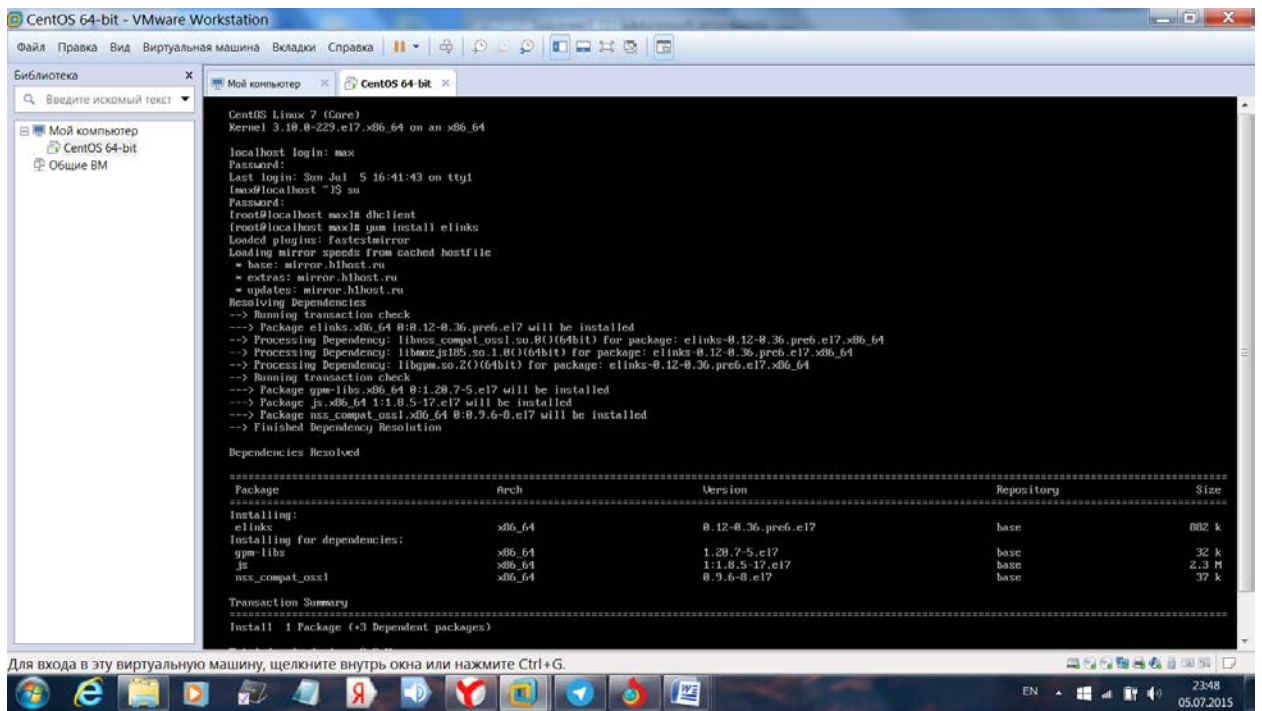 CentOS 64-bit - VMware Workstation
Файл Правка Вид Виртуальная машина Вкладки Справка
Библиотека x
Введите искомый текст
Мой компьютер
CentOS 64-bit
Общие ВМ
Мой компьютер × CentOS 64-bit ×
CentOS Linux 7 (Core)
Kernel 3.10.0-229.el7.x86_64 on an x86_64
localhost login: max
Password:
Last login: Sun Jul 5 16:41:43 on tty1
[max@localhost ~]$ su
Password:
[root@localhost max]# dhclient
[root@localhost max]# yum install elinks
Loaded plugins: fastestmirror
Loading mirror speeds from cached hostfile
* base: mirror.h1host.ru
* extras: mirror.h1host.ru
* updates: mirror.h1host.ru
Resolving Dependencies
--> Running transaction check
---> Package elinks.x86_64 0:0.12-0.36.pre6.el7 will be installed
--> Processing Dependency: libnss_compat_ossl.so.0()(64bit) for package: elinks-0.12-0.36.pre6.el7.x86_64
--> Processing Dependency: libmozjs185.so.1.0()(64bit) for package: elinks-0.12-0.36.pre6.el7.x86_64
--> Processing Dependency: libgpm.so.2()(64bit) for package: elinks-0.12-0.36.pre6.el7.x86_64
--> Running transaction check
---> Package gpm-libs.x86_64 0:1.20.7-5.el7 will be installed
---> Package js.x86_64 1:1.8.5-17.el7 will be installed
---> Package nss_compat_ossl.x86_64 0:0.9.6-8.el7 will be installed
--> Finished Dependency Resolution
Dependencies Resolved
Package Arch Version Repository Size
Installing:
elinks x86_64 0.12-0.36.pre6.el7 base 882 k
Installing for dependencies:
gpm-libs x86_64 1.20.7-5.el7 base 32 k
js x86_64 1:1.8.5-17.el7 base 2.3 M
nss_compat_ossl x86_64 0.9.6-8.el7 base 37 k
Transaction Summary
Install 1 Package (+3 Dependent packages)
Для входа в эту виртуальную машину, щелкните внутрь окна или нажмите Ctrl+G.
EN
23:48
05.07.2015